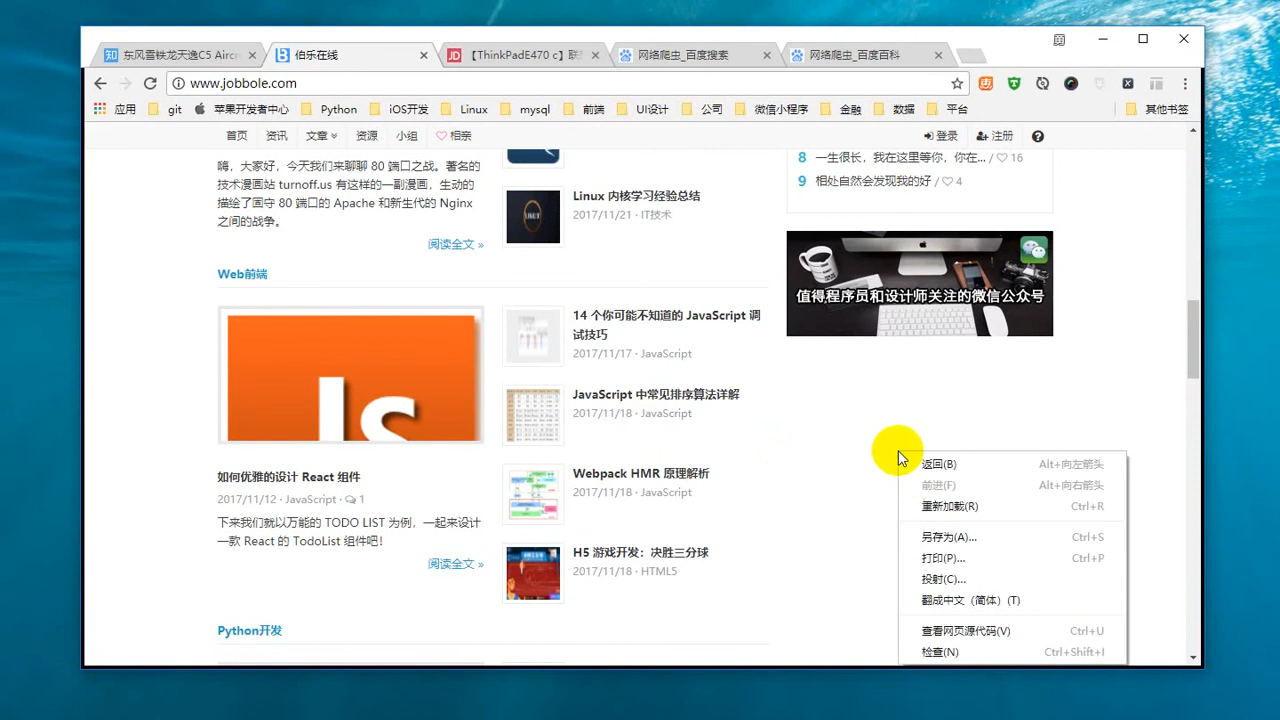 东风雪铁龙天逸C5 Airc
伯乐在线
【ThinkPadE470 c】联想
网络爬虫_百度搜索
网络爬虫_百度百科
www.jobbole.com
应用
git
苹果开发者中心
Python
iOS开发
Linux
mysql
前端
UI设计
公司
微信小程序
金融
数据
平台
其他书签
首页
资讯
文章
资源
小组
相亲
登录
注册
嗨，大家好，今天我们来聊聊 80 端口之战。著名的
技术漫画站 turnoff.us 有这样的一副漫画，生动的
描绘了固守 80 端口的 Apache 和新生代的 Nginx
之间的战争。
阅读全文 »
Linux 内核学习经验总结
2017/11/21 · IT技术
8 一生很长，我在这里等你，你在... / 16
9 相处自然会发现我的好 / 4
值得程序员和设计师关注的微信公众号
Web前端
Js
如何优雅的设计 React 组件
2017/11/12 · JavaScript · 1
下来我们就以万能的 TODO LIST 为例，一起来设计
一款 React 的 TodoList 组件吧！
阅读全文 »
14 个你可能不知道的 JavaScript 调
试技巧
2017/11/17 · JavaScript
JavaScript 中常见排序算法详解
2017/11/18 · JavaScript
Webpack HMR 原理解析
2017/11/18 · JavaScript
H5 游戏开发：决胜三分球
2017/11/18 · HTML5
Python开发
返回(B) Alt+向左箭头
前进(F) Alt+向右箭头
重新加载(R) Ctrl+R
另存为(A)... Ctrl+S
打印(P)... Ctrl+P
投射(C)...
翻成中文（简体）(T)
查看网页源代码(V) Ctrl+U
检查(N) Ctrl+Shift+I